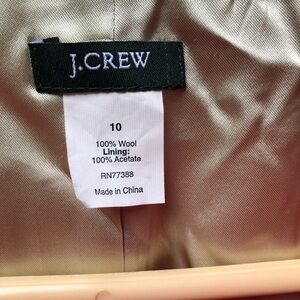 J.CREW
10
100% Wool
Lining:
100% Acetate
RN77388
Made in China